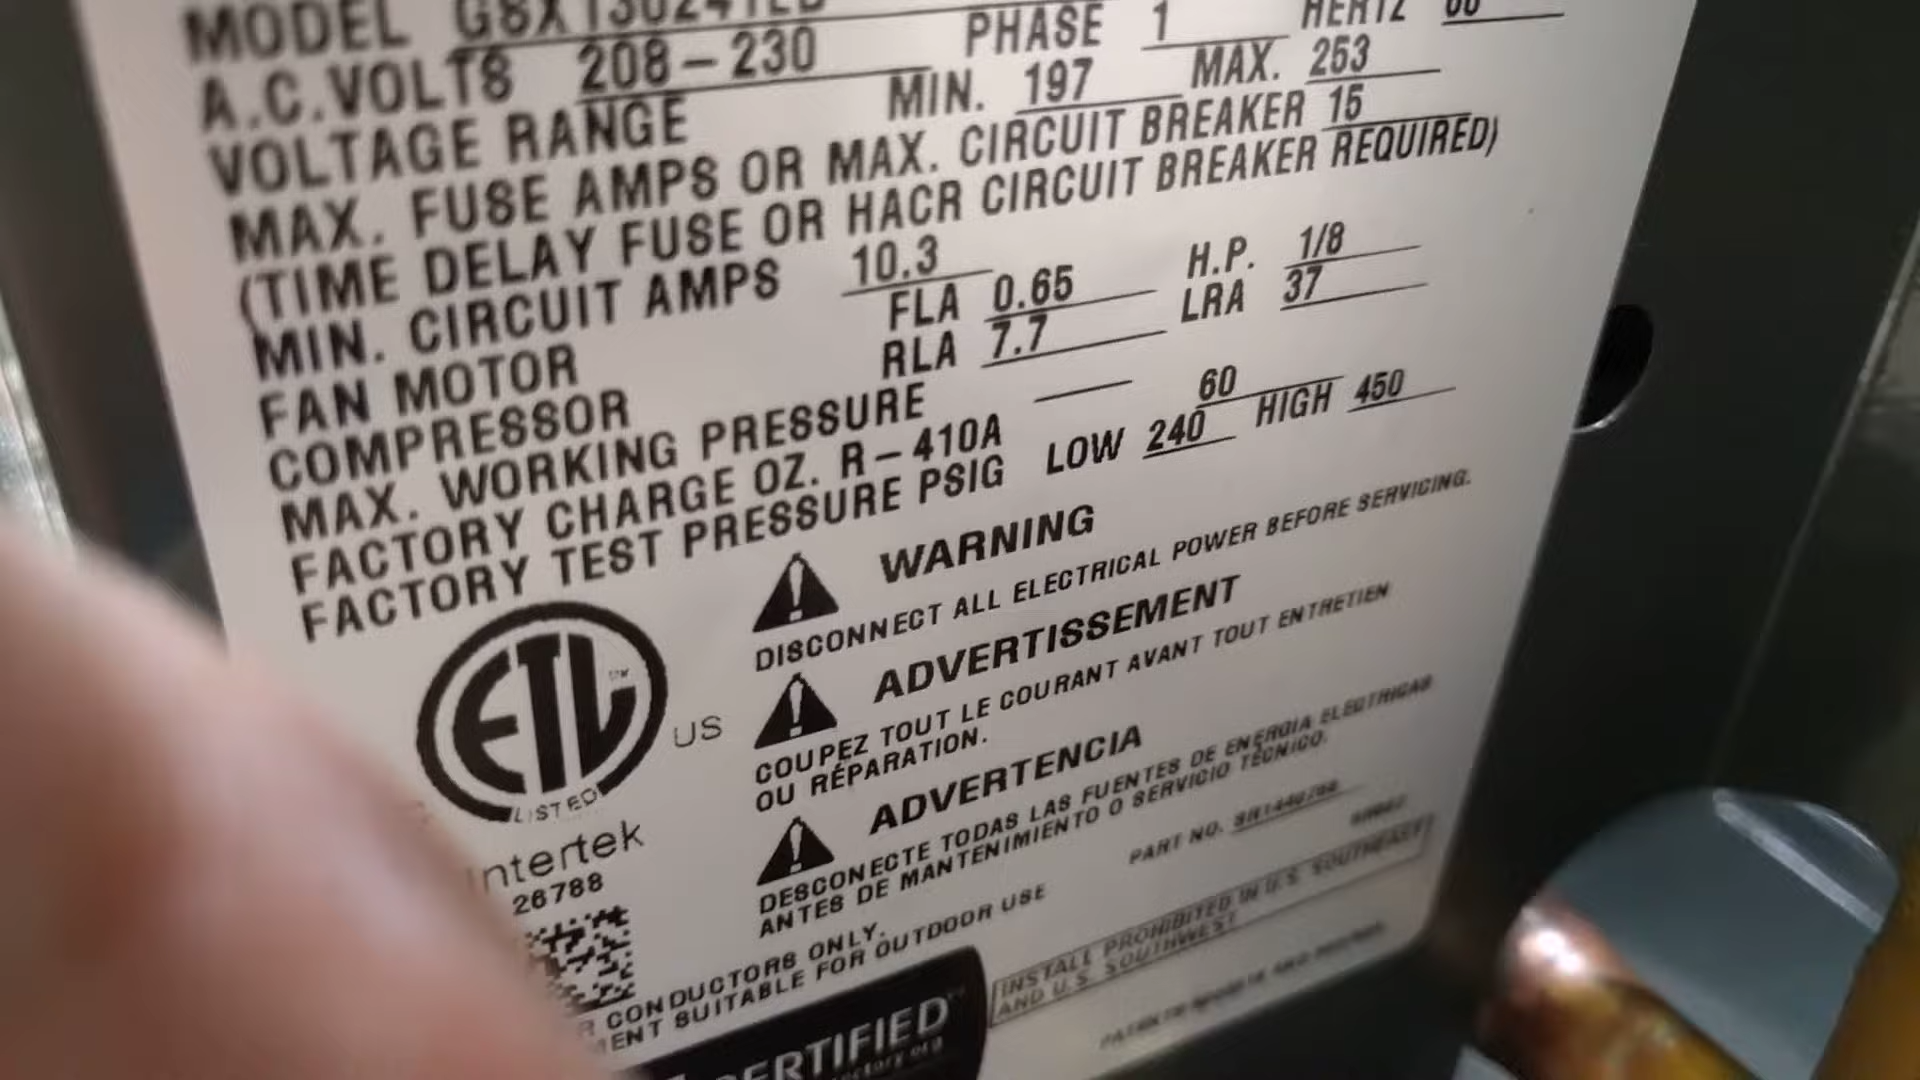 MODEL GSX130241ED
A.C.VOLTS 208-230 PHASE 1 HERTZ 60
VOLTAGE RANGE MIN. 197 MAX. 253
MAX. FUSE AMPS OR MAX. CIRCUIT BREAKER 15
(TIME DELAY FUSE OR HACR CIRCUIT BREAKER REQUIRED)
MIN. CIRCUIT AMPS 10.3
FAN MOTOR FLA 0.65 H.P. 1/8
COMPRESSOR RLA 7.7 LRA 37
MAX. WORKING PRESSURE
FACTORY CHARGE OZ. R-410A 60
FACTORY TEST PRESSURE PSIG LOW 240 HIGH 450
WARNING
DISCONNECT ALL ELECTRICAL POWER BEFORE SERVICING.
ADVERTISSEMENT
COUPEZ TOUT LE COURANT AVANT TOUT ENTRETIEN
OU RÉPARATION.
ADVERTENCIA
DESCONECTE TODAS LAS FUENTES DE ENERGIA ELECTRICAS
ANTES DE MANTENIMIENTO O SERVICIO TÉCNICO.
ETL
LISTED
US
Intertek
26788
PART NO.
CONDUCTORS ONLY.
SUITABLE FOR OUTDOOR USE
INSTALL PROHIBITED IN U.S. SOUTHEAST
AND U.S. SOUTHWEST